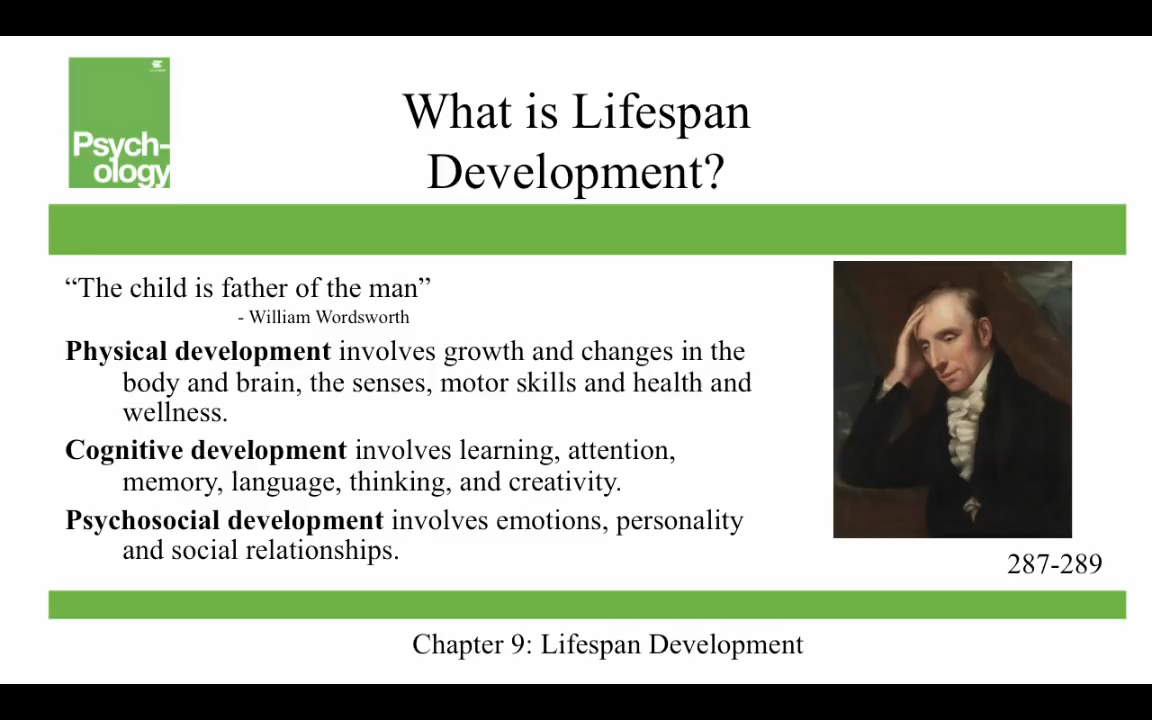 Psych-
ology
What is Lifespan
Development?
“The child is father of the man”
- William Wordsworth
Physical development involves growth and changes in the
body and brain, the senses, motor skills and health and
wellness.
Cognitive development involves learning, attention,
memory, language, thinking, and creativity.
Psychosocial development involves emotions, personality
and social relationships.
287-289
Chapter 9: Lifespan Development